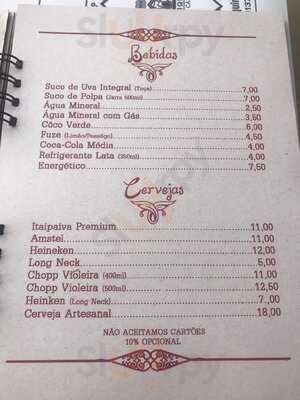 Bebidas
Suco de Uva Integral (Taça) 7,00
Suco de Polpa (Jarra 500ml) 7,00
Água Mineral 2,50
Água Mineral com Gás 3,50
Côco Verde 6,00
Fuze (Limão/Pessêgo) 4,50
Coca-Cola Média 4,00
Refrigerante Lata (350ml) 4,00
Energético 7,50
Cervejas
Itaipaiva Premium 11,00
Amstel 11,00
Heineken 12,00
Long Neck 5,00
Chopp Violeira (400ml) 11,00
Chopp Violeira (500ml) 12,50
Heinken (Long Neck) 7,00
Cerveja Artesanal 18,00
NÃO ACEITAMOS CARTÕES
10% OPCIONAL